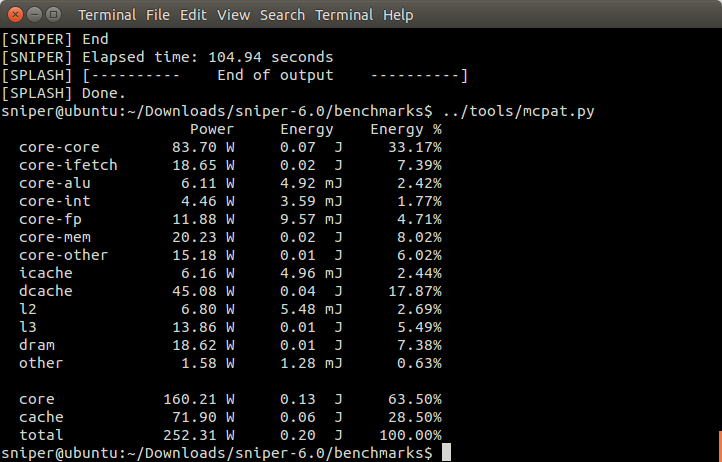 Terminal File Edit View Search Terminal Help
[SNIPER] End
[SNIPER] Elapsed time: 104.94 seconds
[SPLASH] [---------- End of output ----------]
[SPLASH] Done.
sniper@ubuntu:~/Downloads/sniper-6.0/benchmarks$ ../tools/mcpat.py
Power Energy Energy %
core-core 83.70 W 0.07 J 33.17%
core-ifetch 18.65 W 0.02 J 7.39%
core-alu 6.11 W 4.92 mJ 2.42%
core-int 4.46 W 3.59 mJ 1.77%
core-fp 11.88 W 9.57 mJ 4.71%
core-mem 20.23 W 0.02 J 8.02%
core-other 15.18 W 0.01 J 6.02%
icache 6.16 W 4.96 mJ 2.44%
dcache 45.08 W 0.04 J 17.87%
l2 6.80 W 5.48 mJ 2.69%
l3 13.86 W 0.01 J 5.49%
dram 18.62 W 0.01 J 7.38%
other 1.58 W 1.28 mJ 0.63%
core 160.21 W 0.13 J 63.50%
cache 71.90 W 0.06 J 28.50%
total 252.31 W 0.20 J 100.00%
sniper@ubuntu:~/Downloads/sniper-6.0/benchmarks$